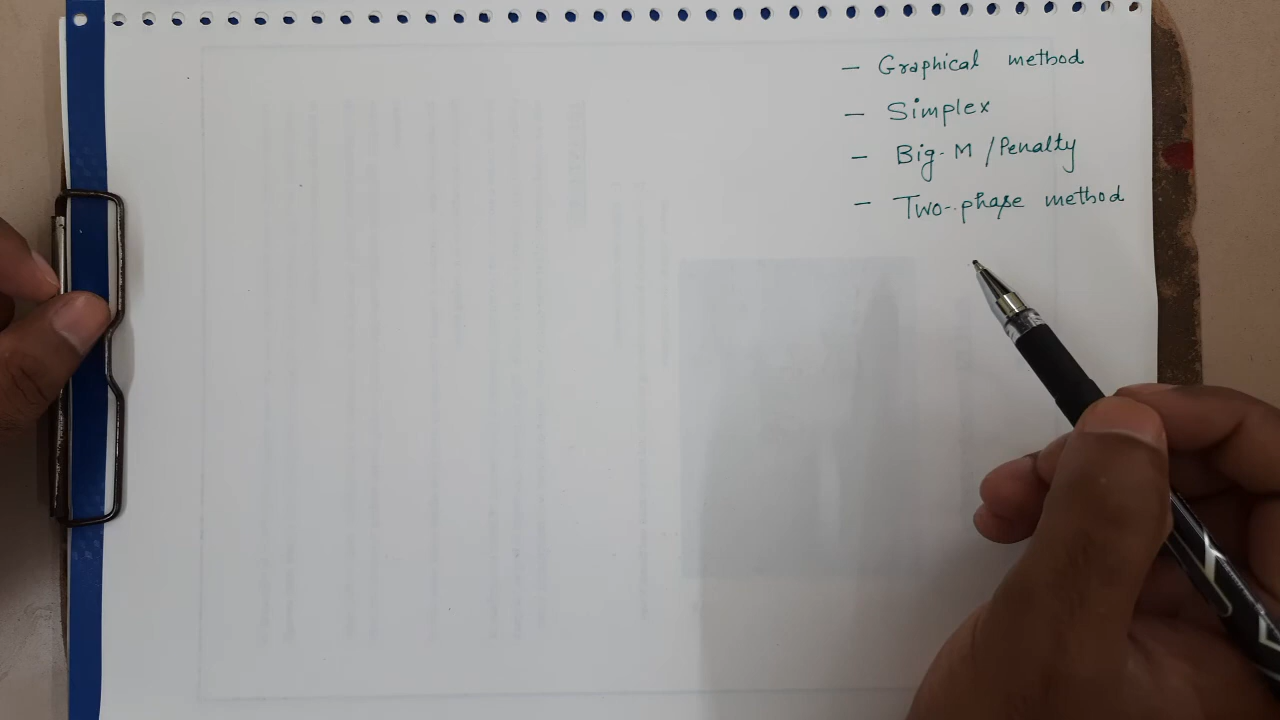 - Graphical method
- Simplex
- Big-M / Penalty
- Two-phase method